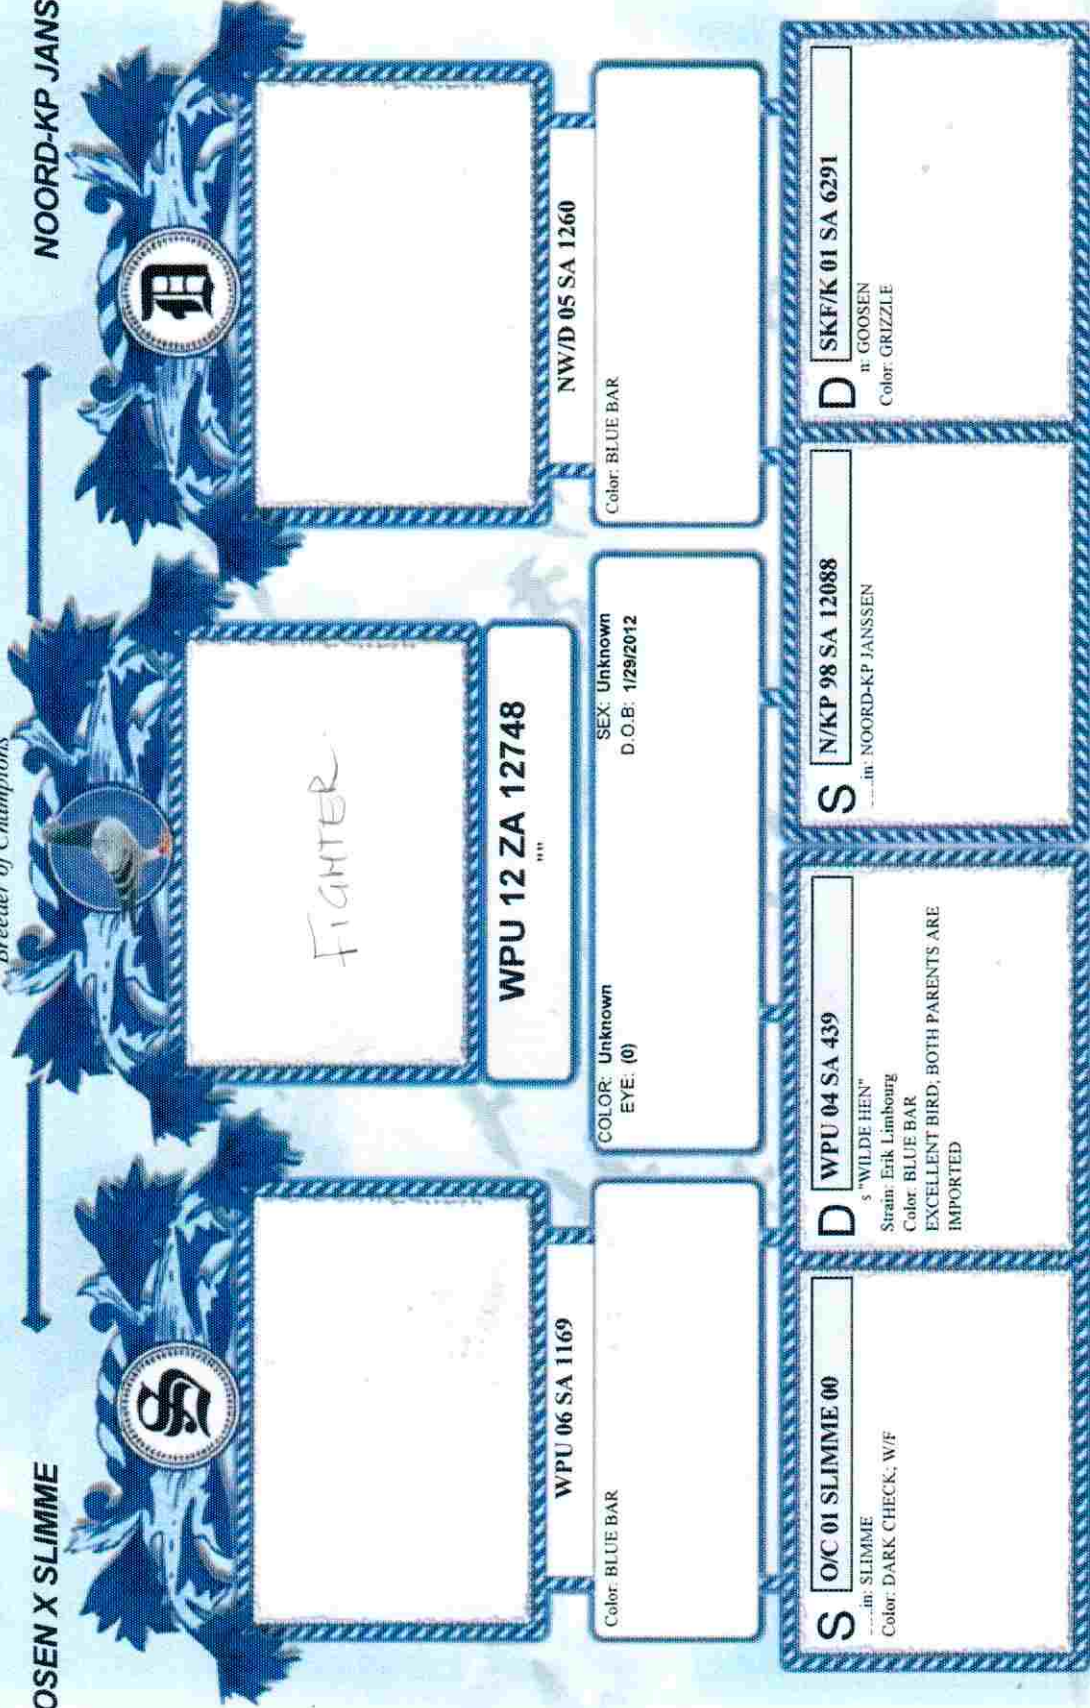 OSEN X SLIMME
Breeder of Champions
NOORD-KP JANS
S
D
FIGHTER
WPU 06 SA 1169
Color: BLUE BAR
WPU 12 ZA 12748
""
COLOR: Unknown
SEX: Unknown
EYE: (0)
D.O.B: 1/29/2012
NW/D 05 SA 1260
Color: BLUE BAR
S O/C 01 SLIMME 00
in: SLIMME
Color: DARK CHECK; W/F
D WPU 04 SA 439
s "WILDE HEN"
Strain: Erik Limbourg
Color: BLUE BAR
EXCELLENT BIRD; BOTH PARENTS ARE
IMPORTED
S N/KP 98 SA 12088
in: NOORD-KP JANSSEN
D SKF/K 01 SA 6291
n: GOOSEN
Color: GRIZZLE